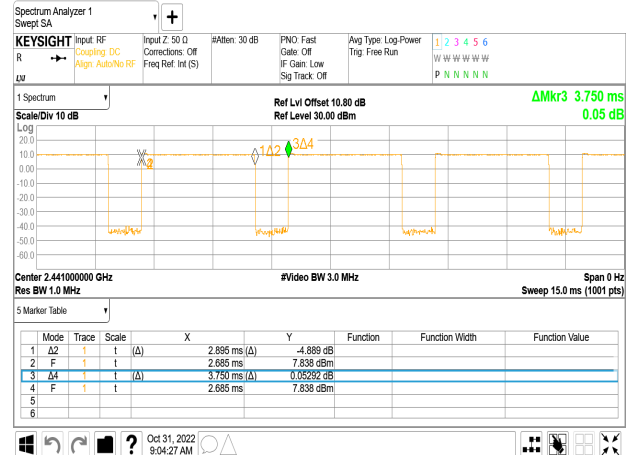 Spectrum Analyzer 1
Swept SA
KEYSIGHT Input: RF Input Z: 50 Ω #Atten: 30 dB PNO: Fast Avg Type: Log-Power 1 2 3 4 5 6
R Coupling: DC Corrections: Off Gate: Off Trig: Free Run W W W W W W
Align: Auto/No RF Freq Ref: Int (S) IF Gain: Low
LXI Sig Track: Off P N N N N N
1 Spectrum Ref Lvl Offset 10.80 dB ΔMkr3 3.750 ms
Scale/Div 10 dB Ref Level 30.00 dBm 0.05 dB
Log
20.0
10.0
0.00
-10.0
-20.0
-30.0
-40.0
-50.0
-60.0
1Δ2 3Δ4
Center 2.441000000 GHz #Video BW 3.0 MHz Span 0 Hz
Res BW 1.0 MHz Sweep 15.0 ms (1001 pts)
5 Marker Table
Mode Trace Scale X Y Function Function Width Function Value
1 Δ2 1 t (Δ) 2.895 ms (Δ) -4.889 dB
2 F 1 t 2.685 ms 7.838 dBm
3 Δ4 1 t (Δ) 3.750 ms (Δ) 0.05292 dB
4 F 1 t 2.685 ms 7.838 dBm
5
6
? Oct 31, 2022
9:04:27 AM